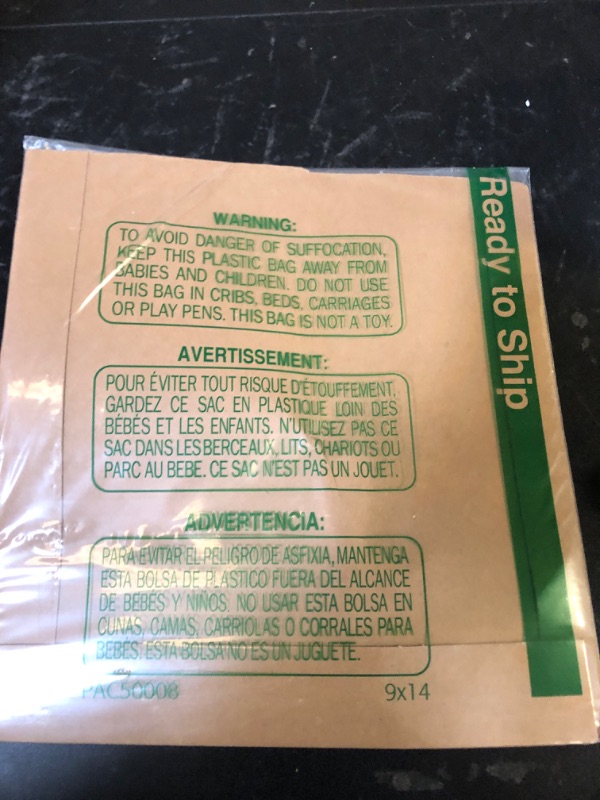 WARNING:
TO AVOID DANGER OF SUFFOCATION,
KEEP THIS PLASTIC BAG AWAY FROM
BABIES AND CHILDREN. DO NOT USE
THIS BAG IN CRIBS, BEDS, CARRIAGES
OR PLAY PENS. THIS BAG IS NOT A TOY.
AVERTISSEMENT:
POUR ÉVITER TOUT RISQUE D'ÉTOUFFEMENT,
GARDEZ CE SAC EN PLASTIQUE LOIN DES
BÉBÉS ET LES ENFANTS. N'UTILISEZ PAS CE
SAC DANS LES BERCEAUX, LITS, CHARIOTS OU
PARC AU BEBE. CE SAC N'EST PAS UN JOUET.
ADVERTENCIA:
PARA EVITAR EL PELIGRO DE ASFIXIA, MANTENGA
ESTA BOLSA DE PLASTICO FUERA DEL ALCANCE
DE BEBÉS Y NIÑOS. NO USAR ESTA BOLSA EN
CUNAS, CAMAS, CARRIOLAS O CORRALES PARA
BEBÉS. ESTA BOLSA NO ES UN JUGUETE.
PAC50008 9x14
Ready to Ship